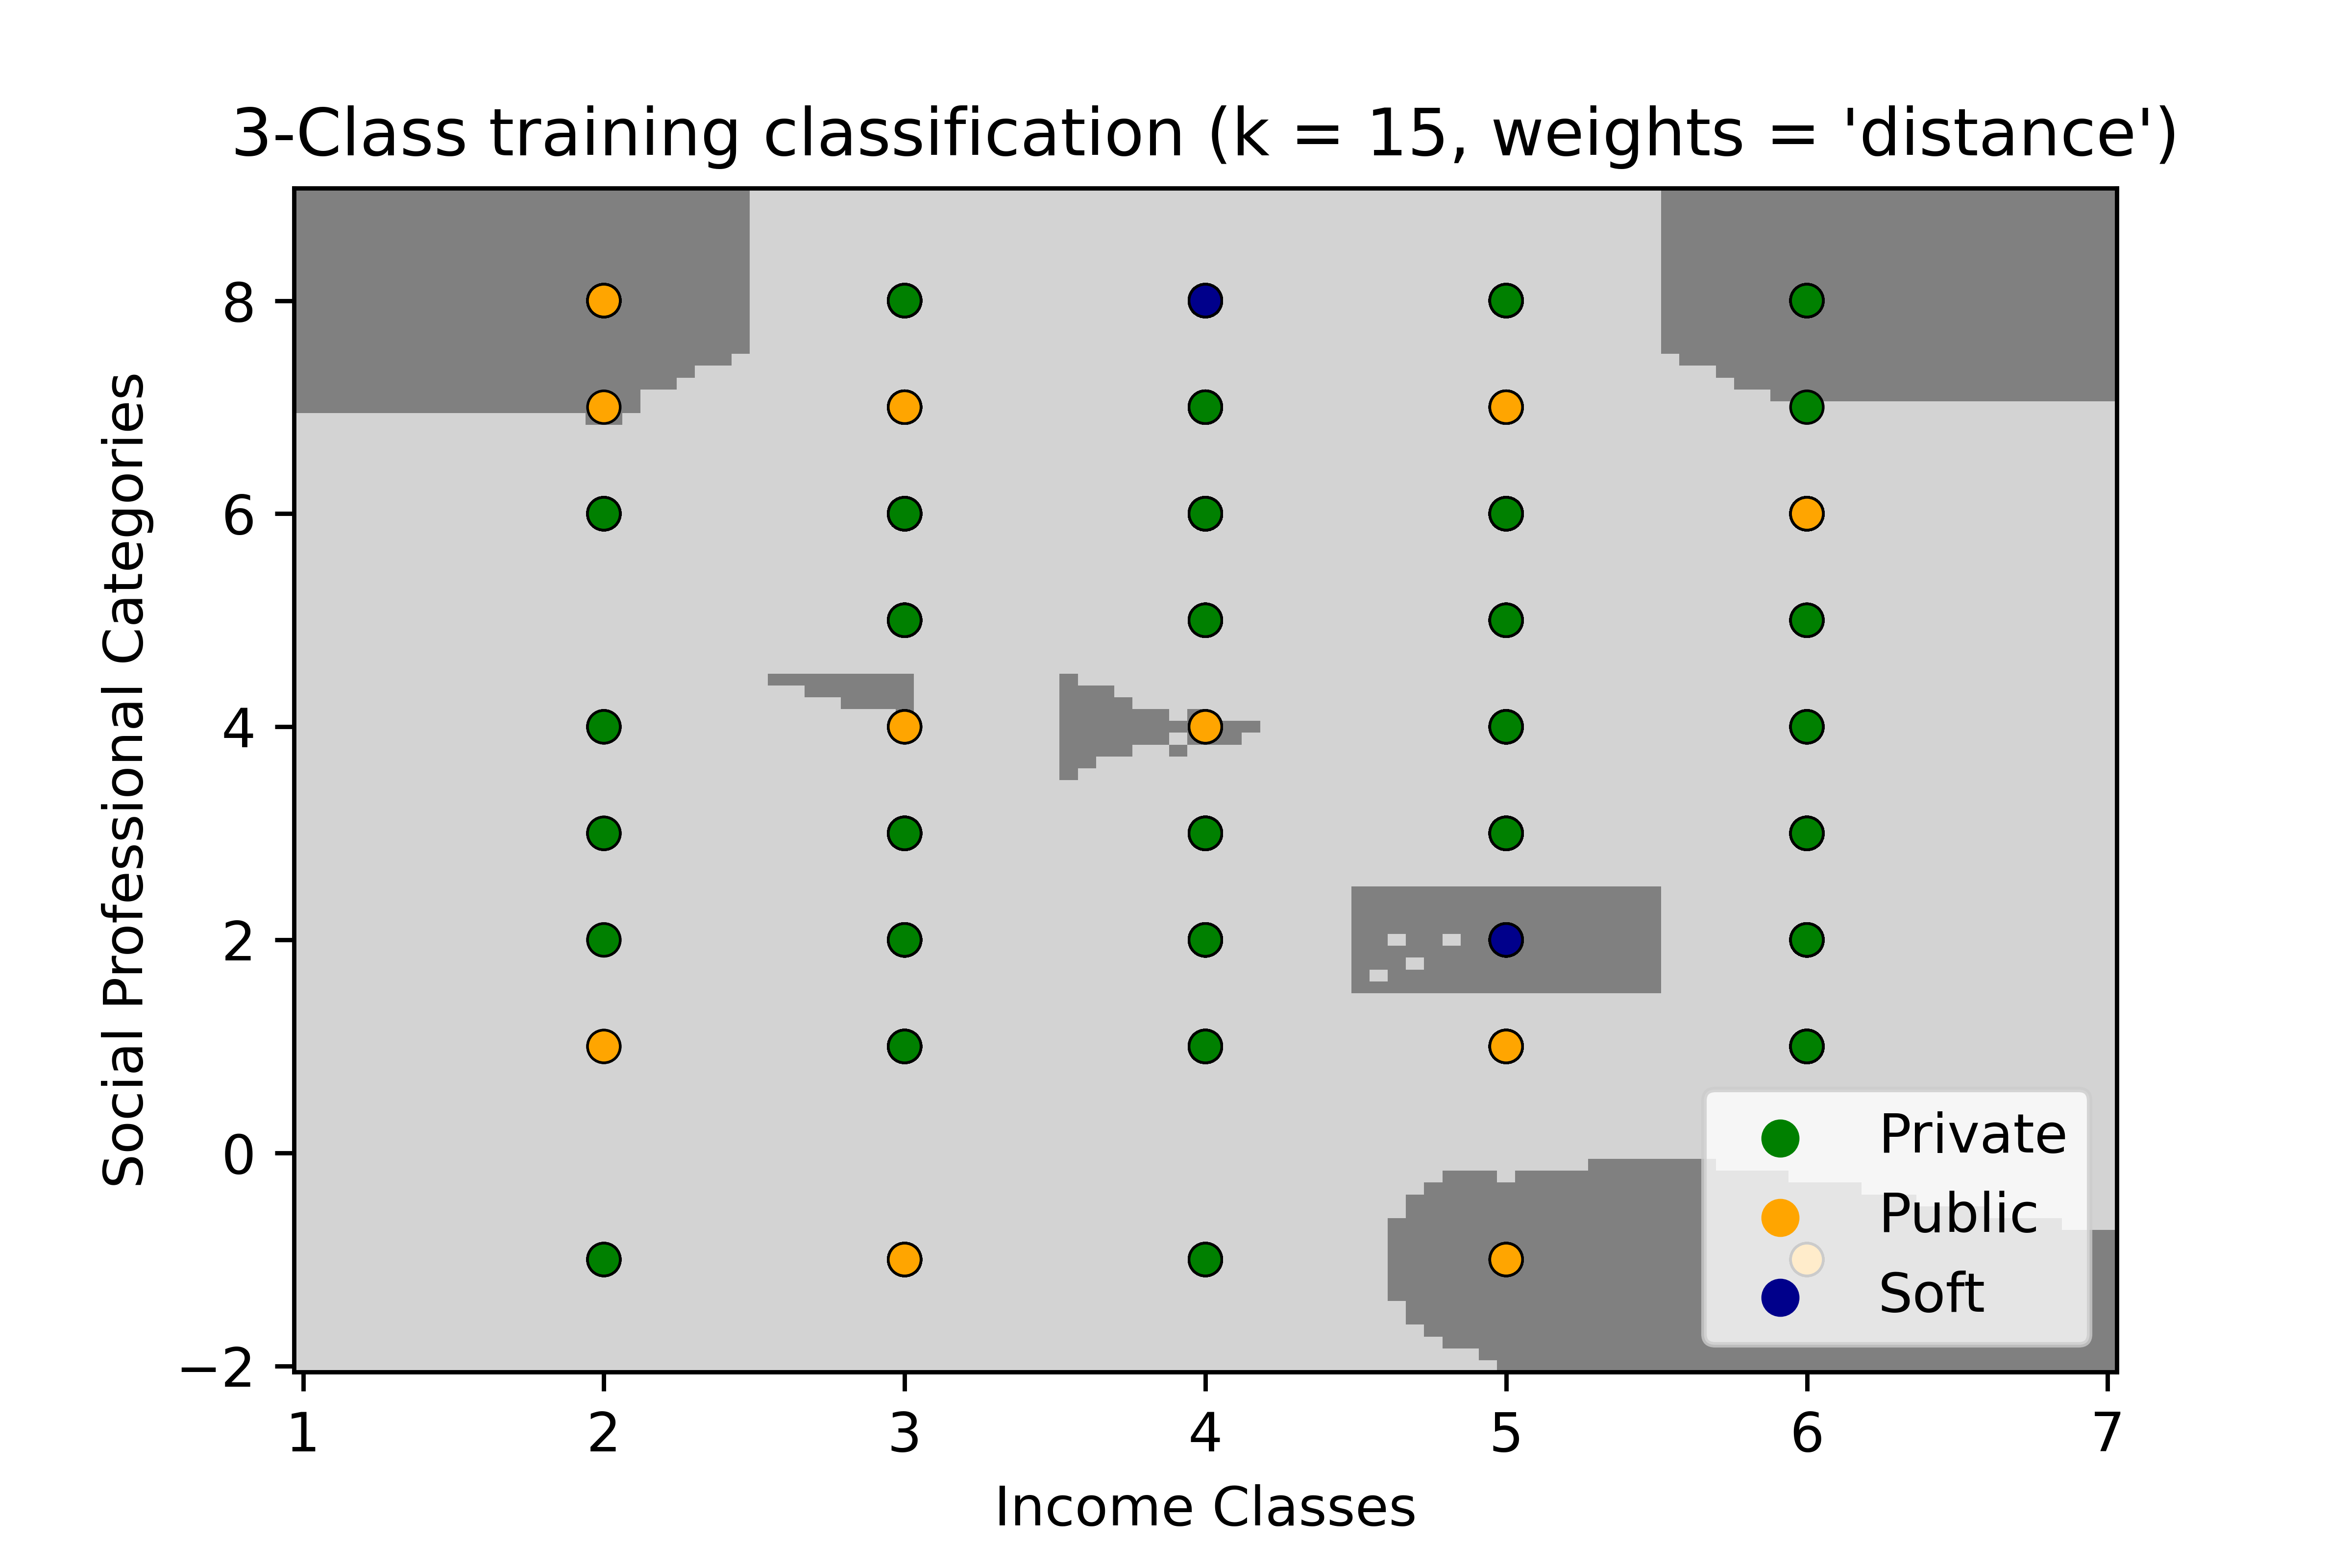 3-Class training classification (k = 15, weights = 'distance')
Social Professional Categories
8
6
4
2
0
−2
1 2 3 4 5 6 7
Income Classes
Private
Public
Soft